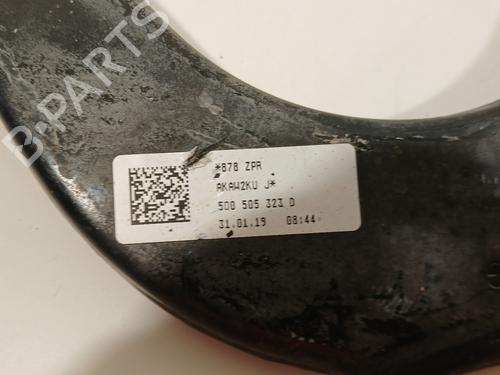 B-PARTS
*878 ZPR
AKAW2KU J*
5Q0 505 323 D
31.01.19 08:44